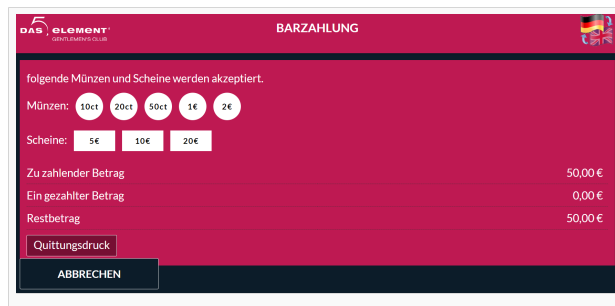 DAS 5 ELEMENT
GENTLEMEN'S CLUB
BARZAHLUNG
folgende Münzen und Scheine werden akzeptiert.
Münzen: 10ct 20ct 50ct 1€ 2€
Scheine: 5€ 10€ 20€
Zu zahlender Betrag 50,00 €
Ein gezahlter Betrag 0,00 €
Restbetrag 50,00 €
Quittungsdruck
ABBRECHEN